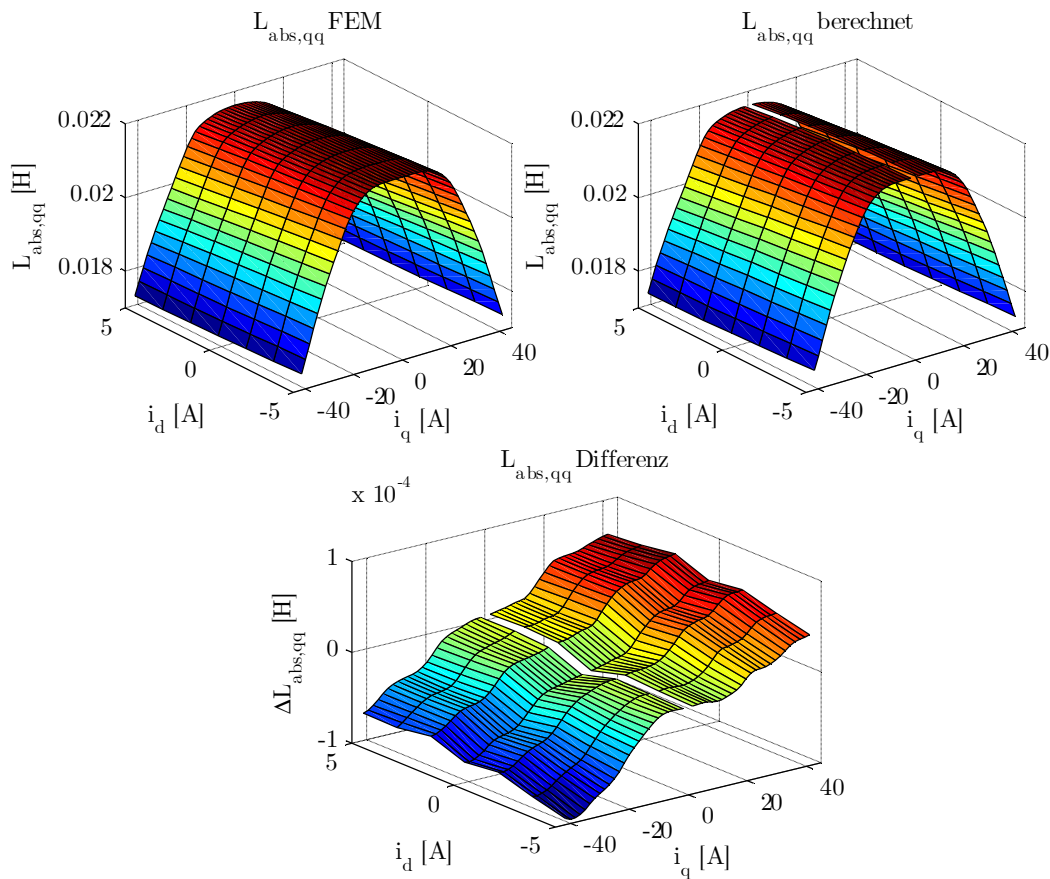 L_abs,qq FEM
0.022
0.02
0.018
L_abs,qq [H]
5
0
-5
i_d [A]
-40
-20
0
20
40
i_q [A]
L_abs,qq berechnet
0.022
0.02
0.018
L_abs,qq [H]
5
0
-5
i_d [A]
-40
-20
0
20
40
i_q [A]
L_abs,qq Differenz
x 10^-4
1
0
-1
ΔL_abs,qq [H]
5
0
-5
i_d [A]
-40
-20
0
20
40
i_q [A]